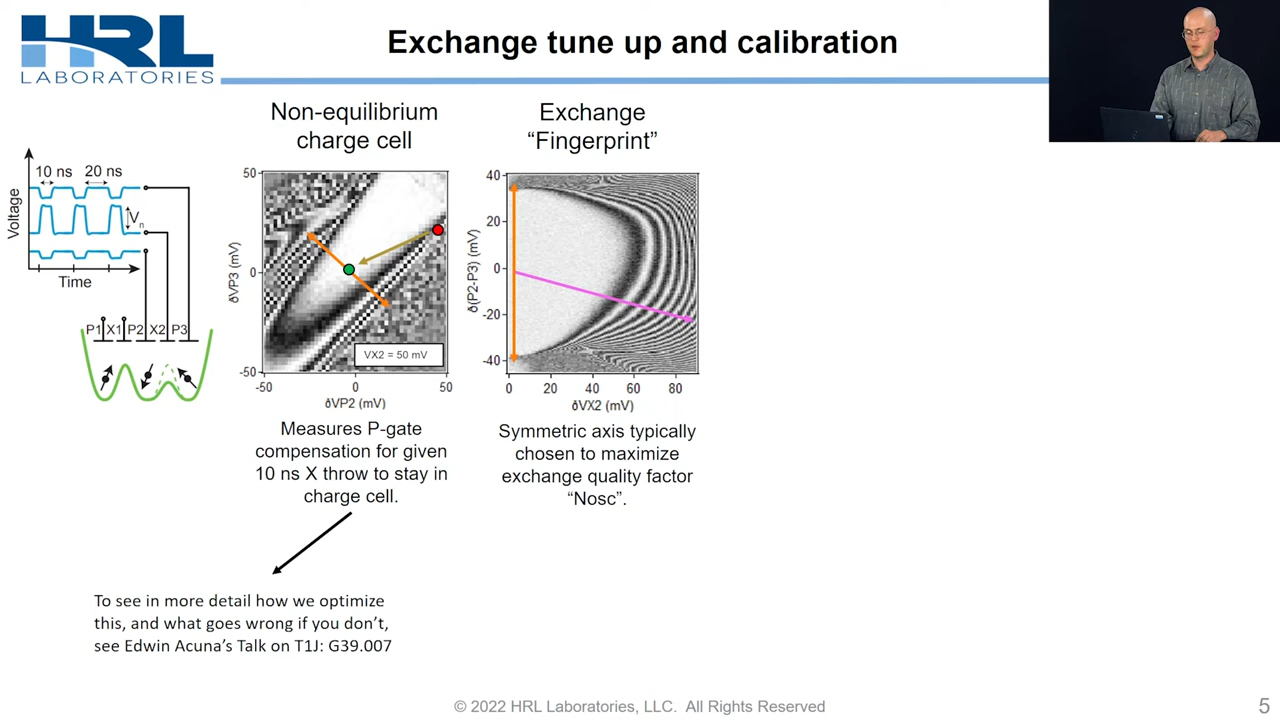 HRL
LABORATORIES
Exchange tune up and calibration
Non-equilibrium
charge cell
Exchange
“Fingerprint”
10 ns
20 ns
Voltage
Vn
Time
P1 X1 P2 X2 P3
50
0
-50
δVP3 (mV)
VX2 = 50 mV
-50
0
50
δVP2 (mV)
40
20
0
-20
-40
δ(P2-P3) (mV)
0
20
40
60
80
δVX2 (mV)
Measures P-gate
compensation for given
10 ns X throw to stay in
charge cell.
Symmetric axis typically
chosen to maximize
exchange quality factor
“Nosc”.
To see in more detail how we optimize
this, and what goes wrong if you don’t,
see Edwin Acuna’s Talk on T1J: G39.007
© 2022 HRL Laboratories, LLC. All Rights Reserved
5